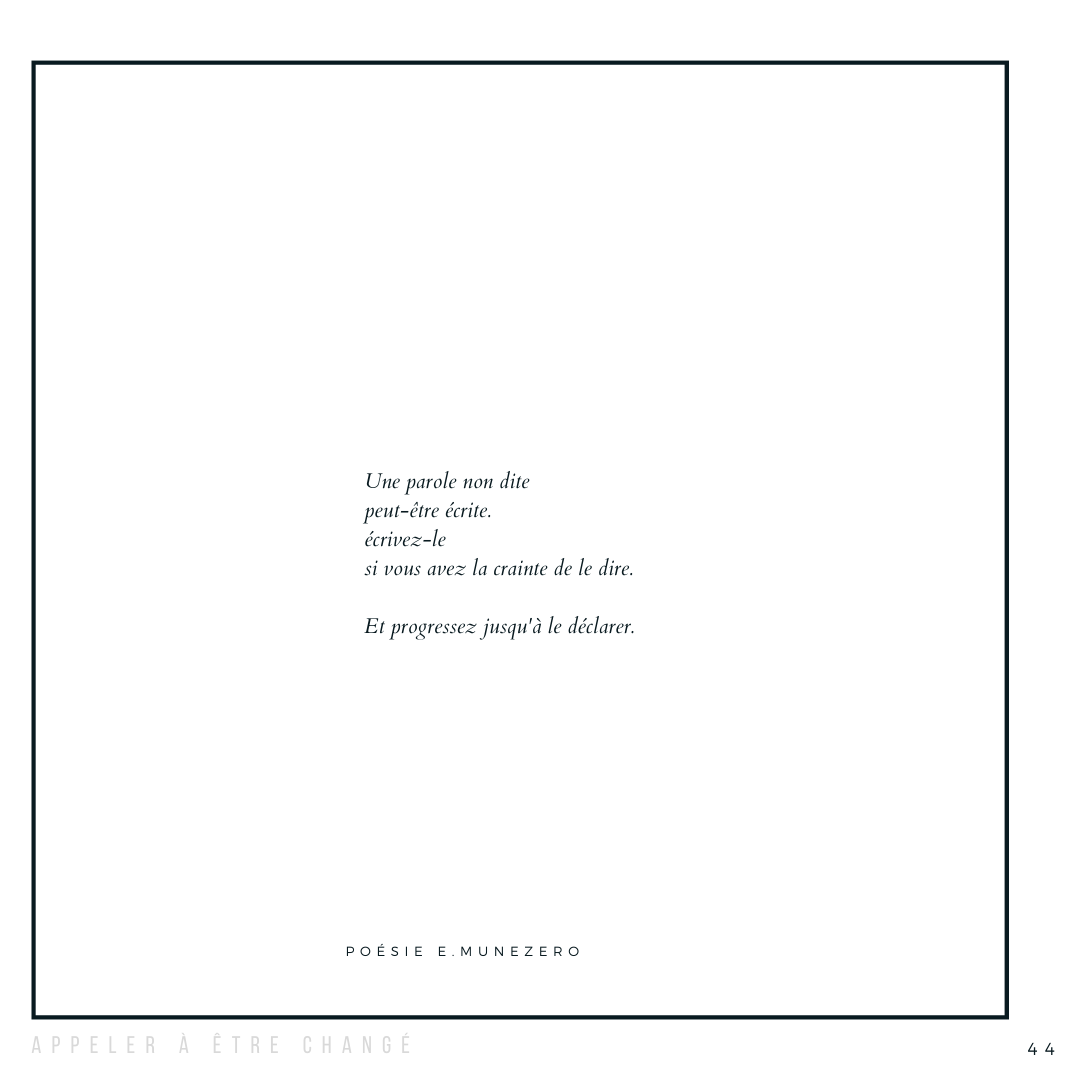 Une parole non dite
peut-être écrite.
écrivez-le
si vous avez la crainte de le dire.
Et progressez jusqu'à le déclarer.
POÉSIE E.MUNEZERO
APPELER À ÊTRE CHANGÉ
44